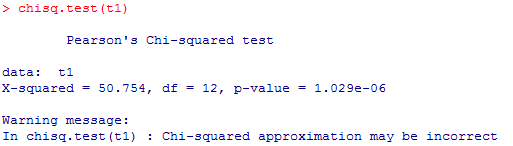 > chisq.test(t1)
Pearson's Chi-squared test
data:  t1
X-squared = 50.754, df = 12, p-value = 1.029e-06
Warning message:
In chisq.test(t1) : Chi-squared approximation may be incorrect